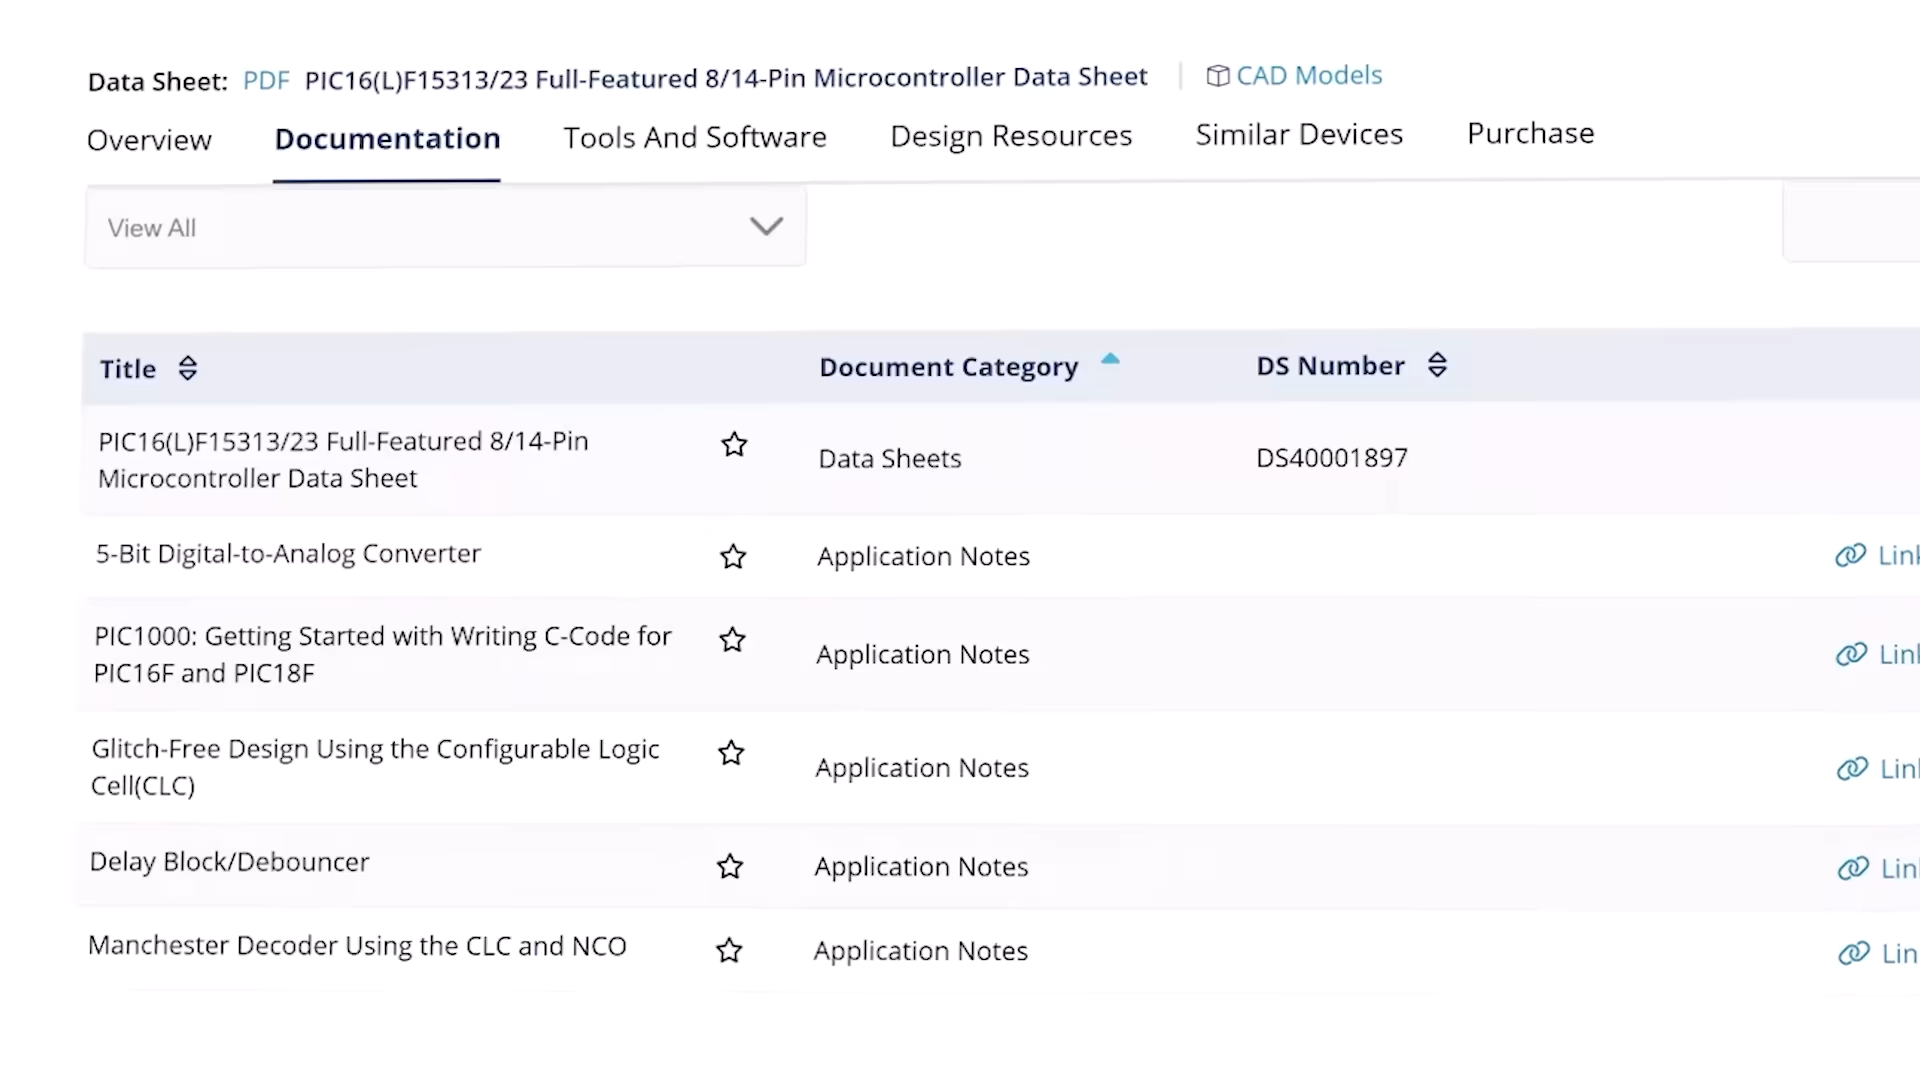 Data Sheet: PDF PIC16(L)F15313/23 Full-Featured 8/14-Pin Microcontroller Data Sheet CAD Models
Overview Documentation Tools And Software Design Resources Similar Devices Purchase
View All
Title Document Category DS Number
PIC16(L)F15313/23 Full-Featured 8/14-Pin
Microcontroller Data Sheet
Data Sheets DS40001897
5-Bit Digital-to-Analog Converter Application Notes
PIC1000: Getting Started with Writing C-Code for
PIC16F and PIC18F
Application Notes
Glitch-Free Design Using the Configurable Logic
Cell(CLC)
Application Notes
Delay Block/Debouncer Application Notes
Manchester Decoder Using the CLC and NCO Application Notes